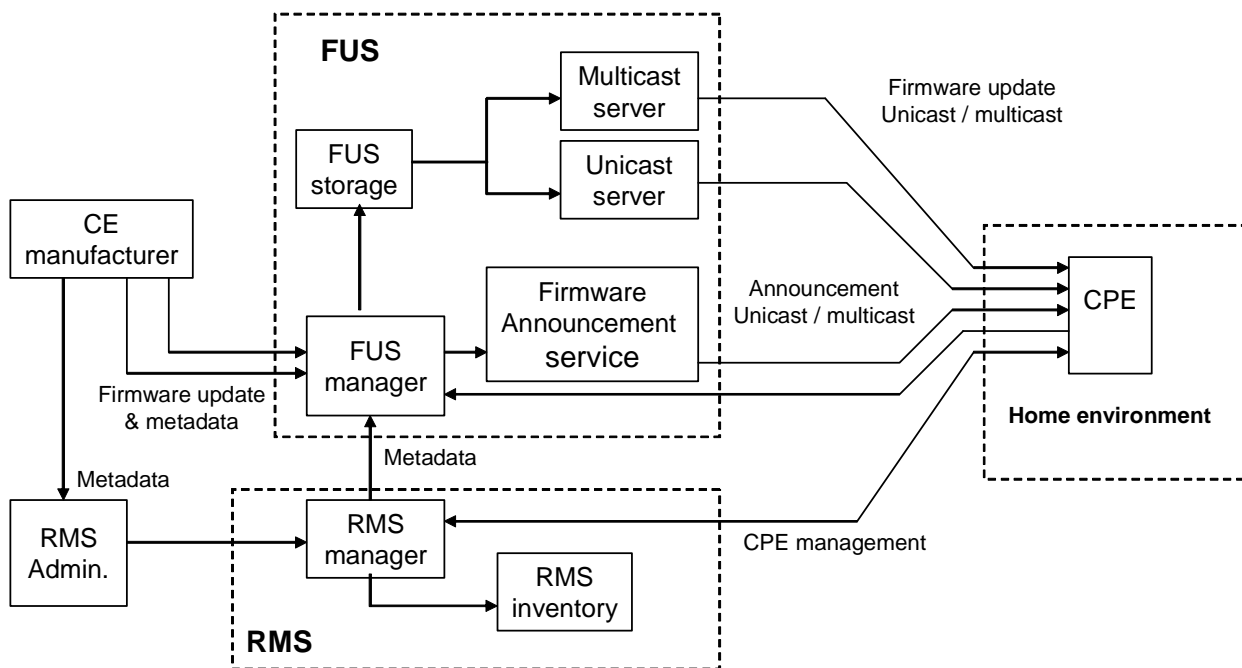 FUS
Multicast
server
Firmware update
Unicast / multicast
FUS
storage
Unicast
server
CE
manufacturer
Firmware
Announcement
service
Announcement
Unicast / multicast
CPE
FUS
manager
Firmware update
& metadata
Home environment
Metadata
Metadata
RMS
Admin.
RMS
manager
CPE management
RMS
inventory
RMS